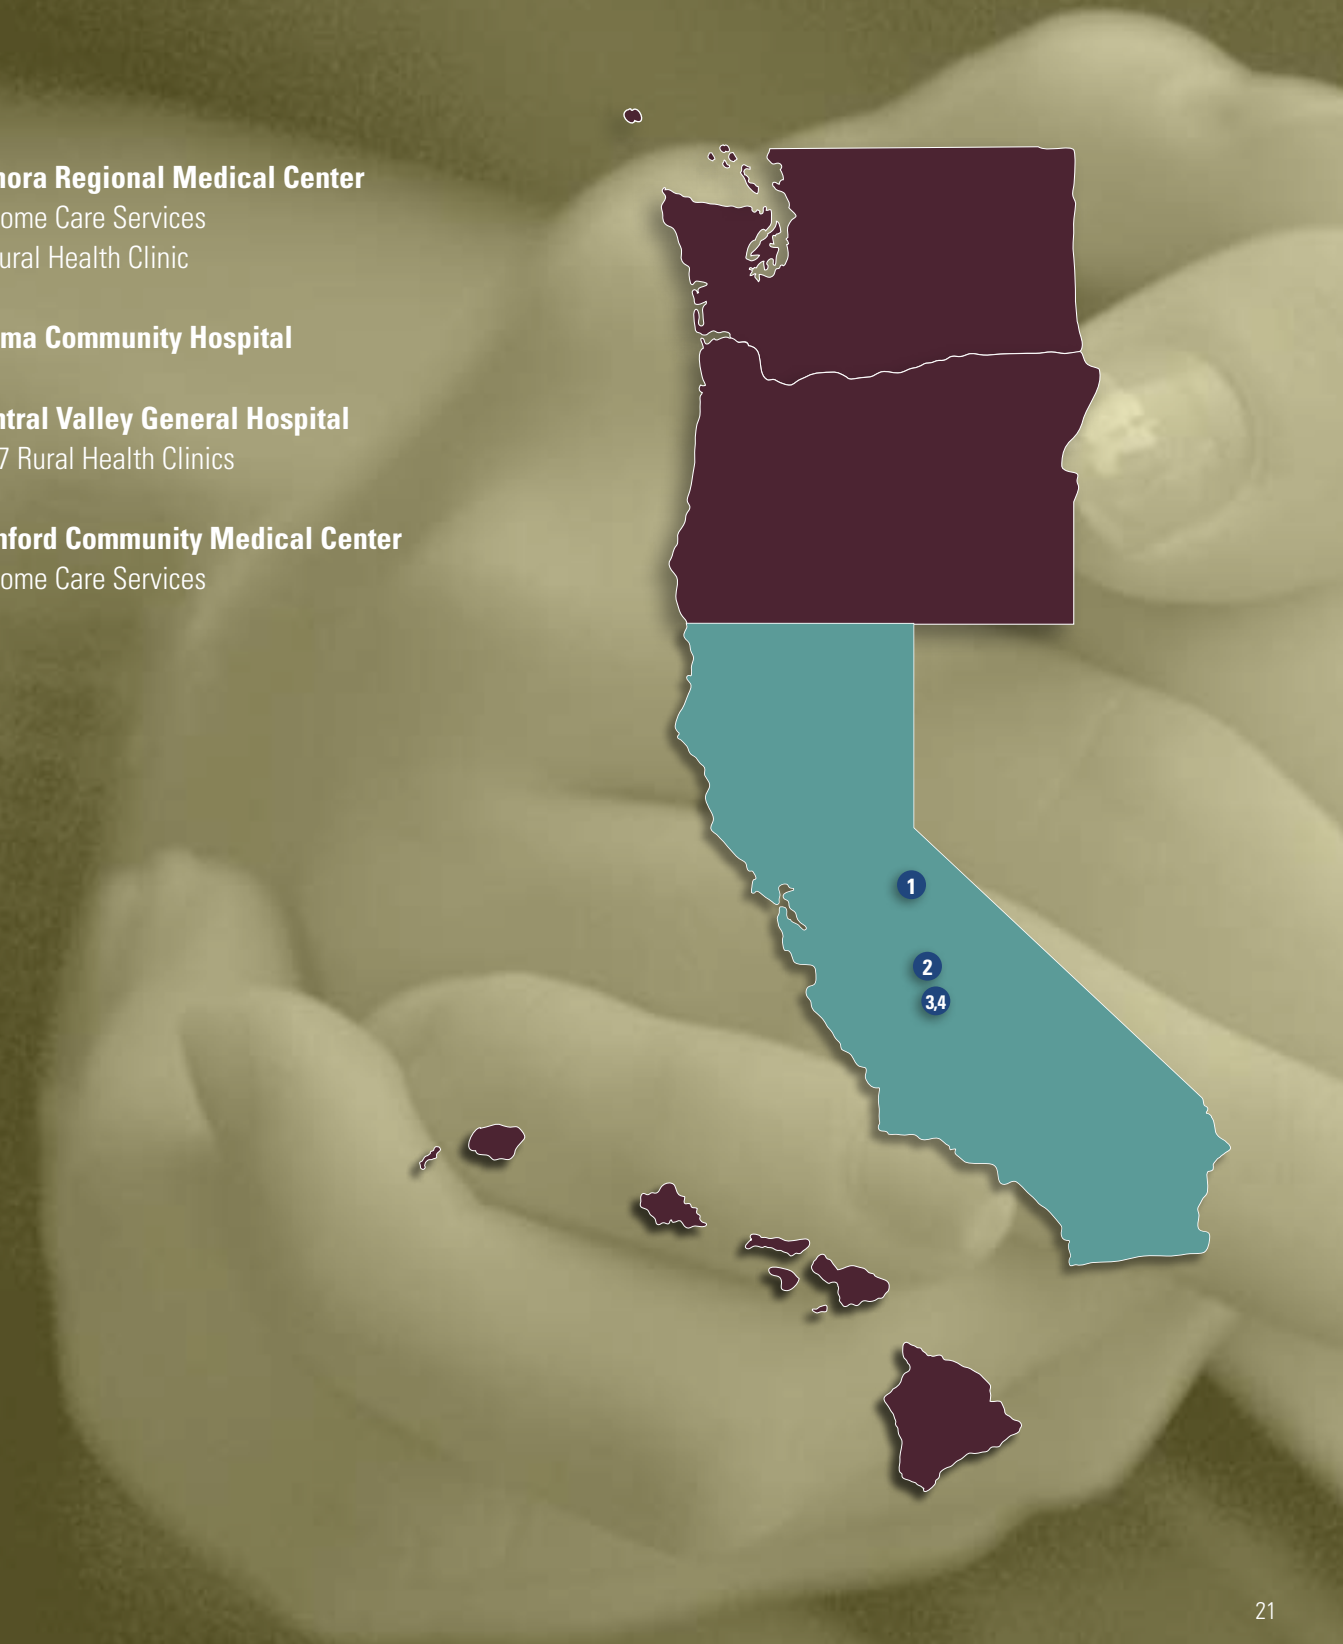 nora Regional Medical Center
ome Care Services
ural Health Clinic
ma Community Hospital
ntral Valley General Hospital
7 Rural Health Clinics
nford Community Medical Center
ome Care Services
1
2
3,4
21